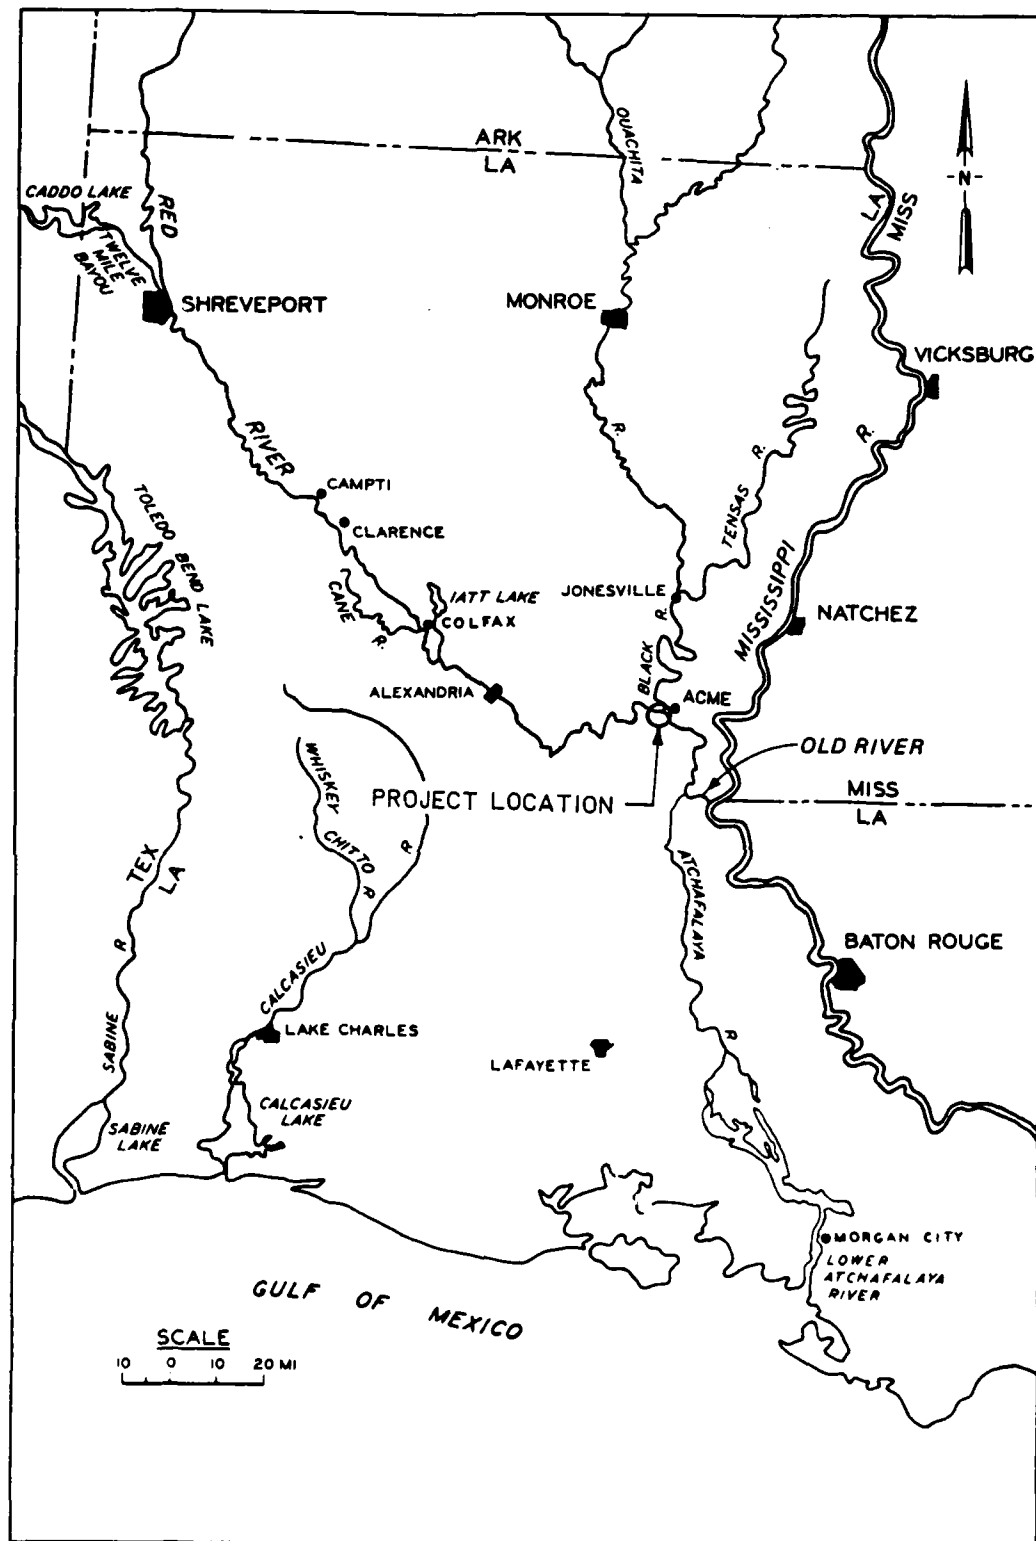 ARK
LA
OUACHITA
LA
MISS
N
CADDO LAKE
RED
TWELVE
MILE
BAYOU
SHREVEPORT
MONROE
VICKSBURG
RIVER
R.
R.
R.
CAMPTI
CLARENCE
TENSAS
TOLEDO BEND LAKE
CANE
R.
IATT LAKE
COLFAX
JONESVILLE
R.
MISSISSIPPI
NATCHEZ
BLACK
ALEXANDRIA
ACME
OLD RIVER
WHISKEY
CHITTO
R
PROJECT LOCATION
MISS
LA
R
TEX
LA
ATCHAFALAYA
R
BATON ROUGE
CALCASIEU
SABINE
R
LAKE CHARLES
LAFAYETTE
CALCASIEU
LAKE
SABINE
LAKE
MORGAN CITY
LOWER
ATCHAFALAYA
RIVER
GULF OF MEXICO
SCALE
10 0 10 20 MI